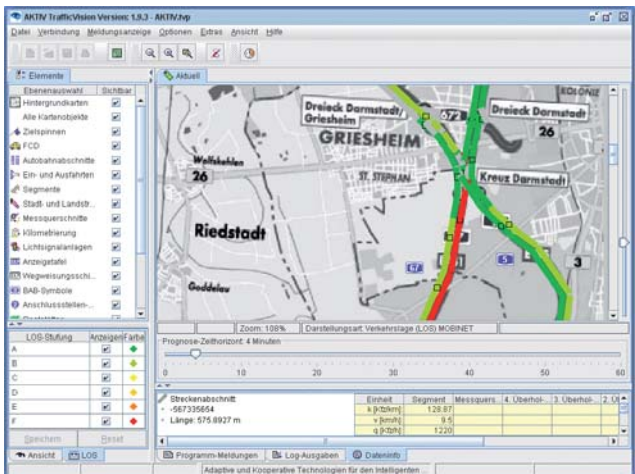 AKTIV TrafficVision Version: 1.9.3 - AKTIV.tvp
Datei Verbindung Meldungsanzeige Optionen Extras Ansicht Hilfe
Elemente
Aktuell
Ebenenauswahl Sichtbar
Hintergrundkarten
Alle Kartenobjekte
Zielspinnen
FCD
Autobahnabschnitte
Ein- und Ausfahrten
Segmente
Stadt- und Landstr...
Messquerschnitte
Kilometrierung
Lichtsignalanlagen
Anzeigetafel
Wegweisungsschi...
BAB-Symbole
Anschlussstellen-...
Dreieck Darmstadt/
Griesheim
672
Dreieck Darmstadt
26
KOLONIE
GRIESHEIM
Wolfskehlen
26
ST. STEPHAN
Kreuz Darmstadt
Riedstadt
67
5
3
Goddelau
Zoom: 108% Darstellungsart: Verkehrslage (LOS) MOBINET
LOS-Stufung Anzeigen Farbe
A
B
C
D
E
F
Speichern Reset
Ansicht LOS
Prognose-Zeithorizont: 4 Minuten
0 10 20 30 40 50 60
Streckenabschnitt
-567335654
Länge: 575.8927 m
Einheit Segment Messquers... 4. Überhol-... 3. Überhol-... 2. Ü
k [Kfz/km] 128.87
v [km/h] 9.5
q [Kfz/h] 1220
Programm-Meldungen Log-Ausgaben Dateninfo
Adaptive und Kooperative Technologien für den Intelligenten ...